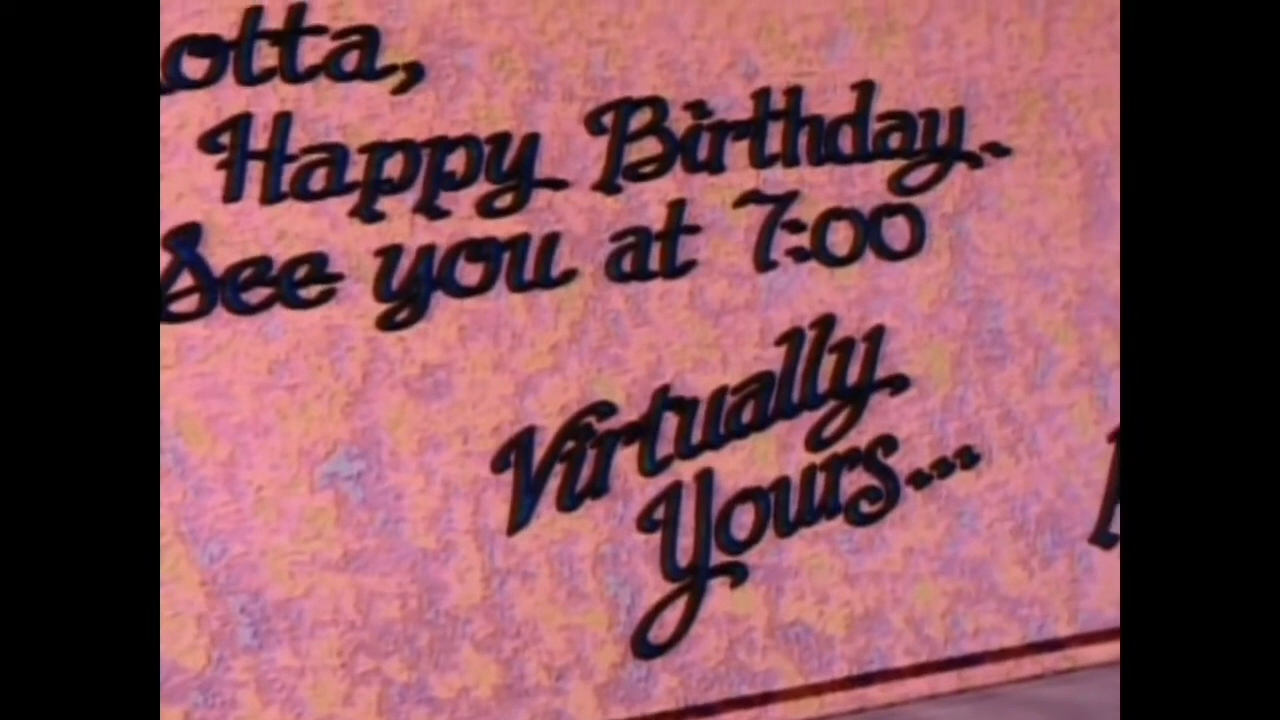 otta,
Happy Birthday.
See you at 7:00
Virtually
Yours...